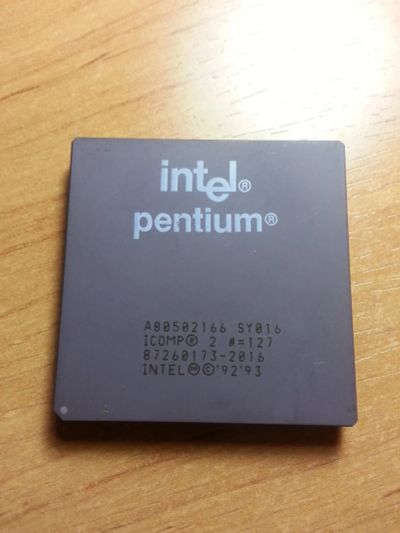 intel®
pentium®
A80502166 SY016
ICOMP® 2 #=127
87260173-2016
INTEL Ⓜ © '92 '93